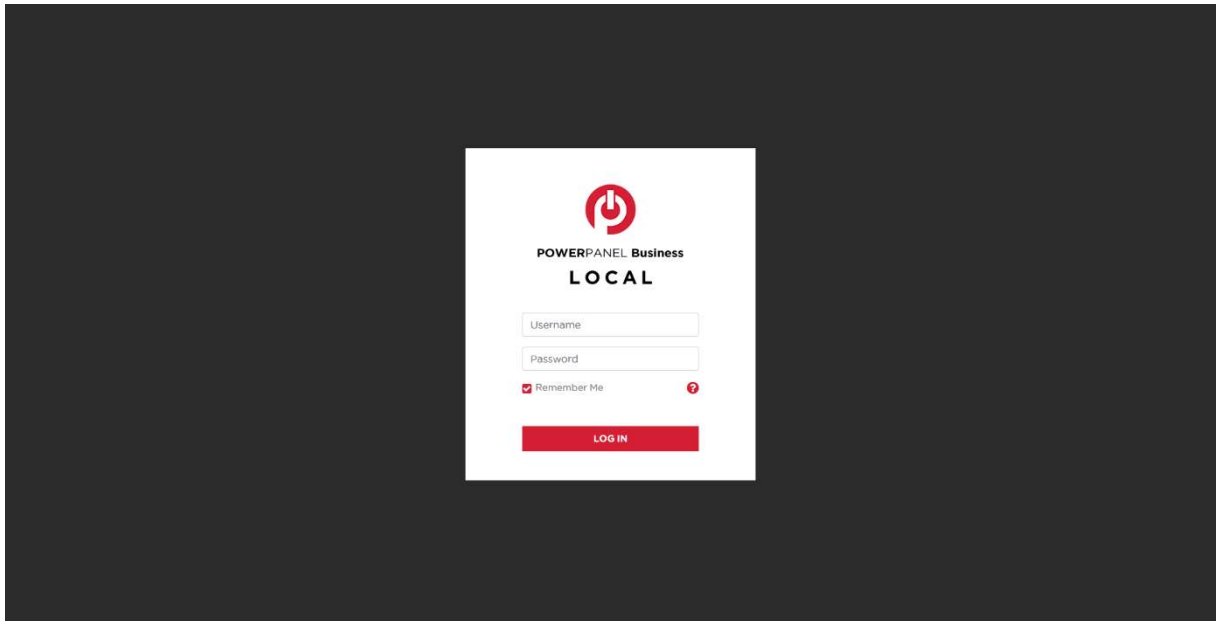 POWERPANEL Business
LOCAL
Username
Password
Remember Me
LOG IN